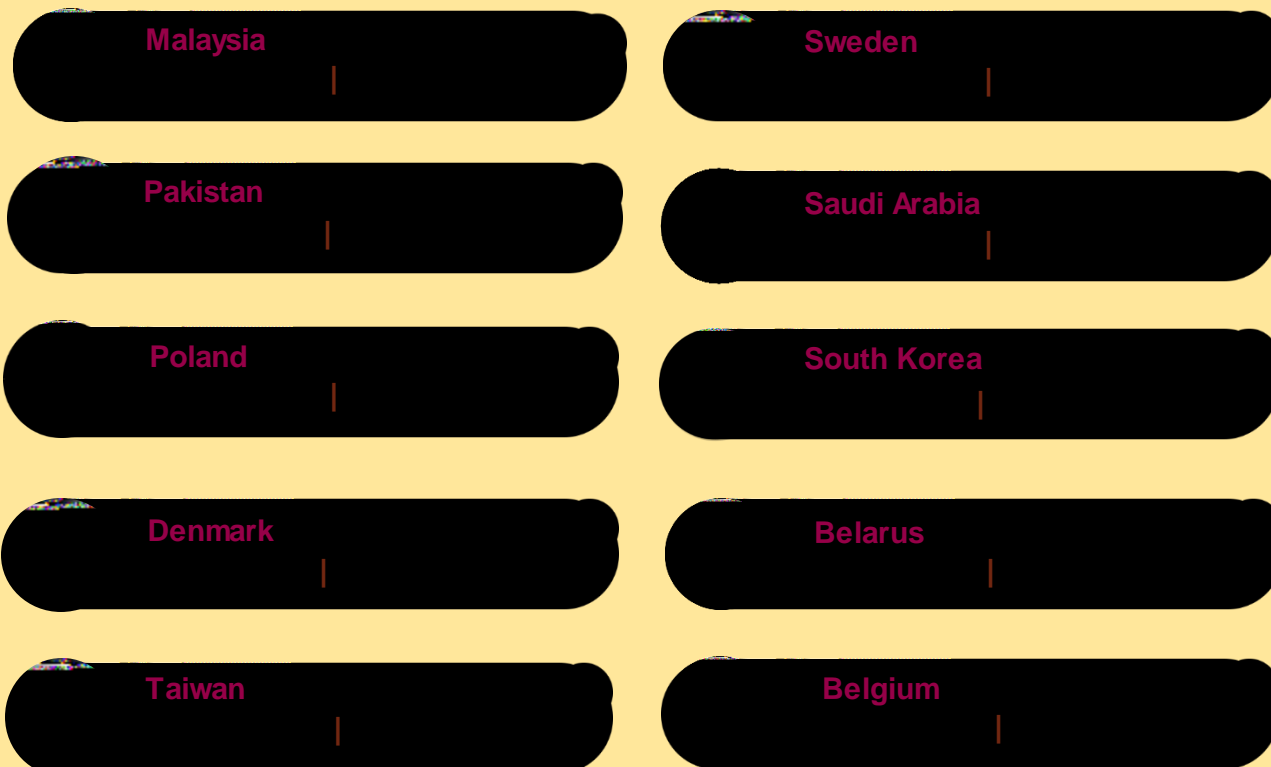 Malaysia
|
Sweden
|
Pakistan
|
Saudi Arabia
|
Poland
|
South Korea
|
Denmark
|
Belarus
|
Taiwan
|
Belgium
|